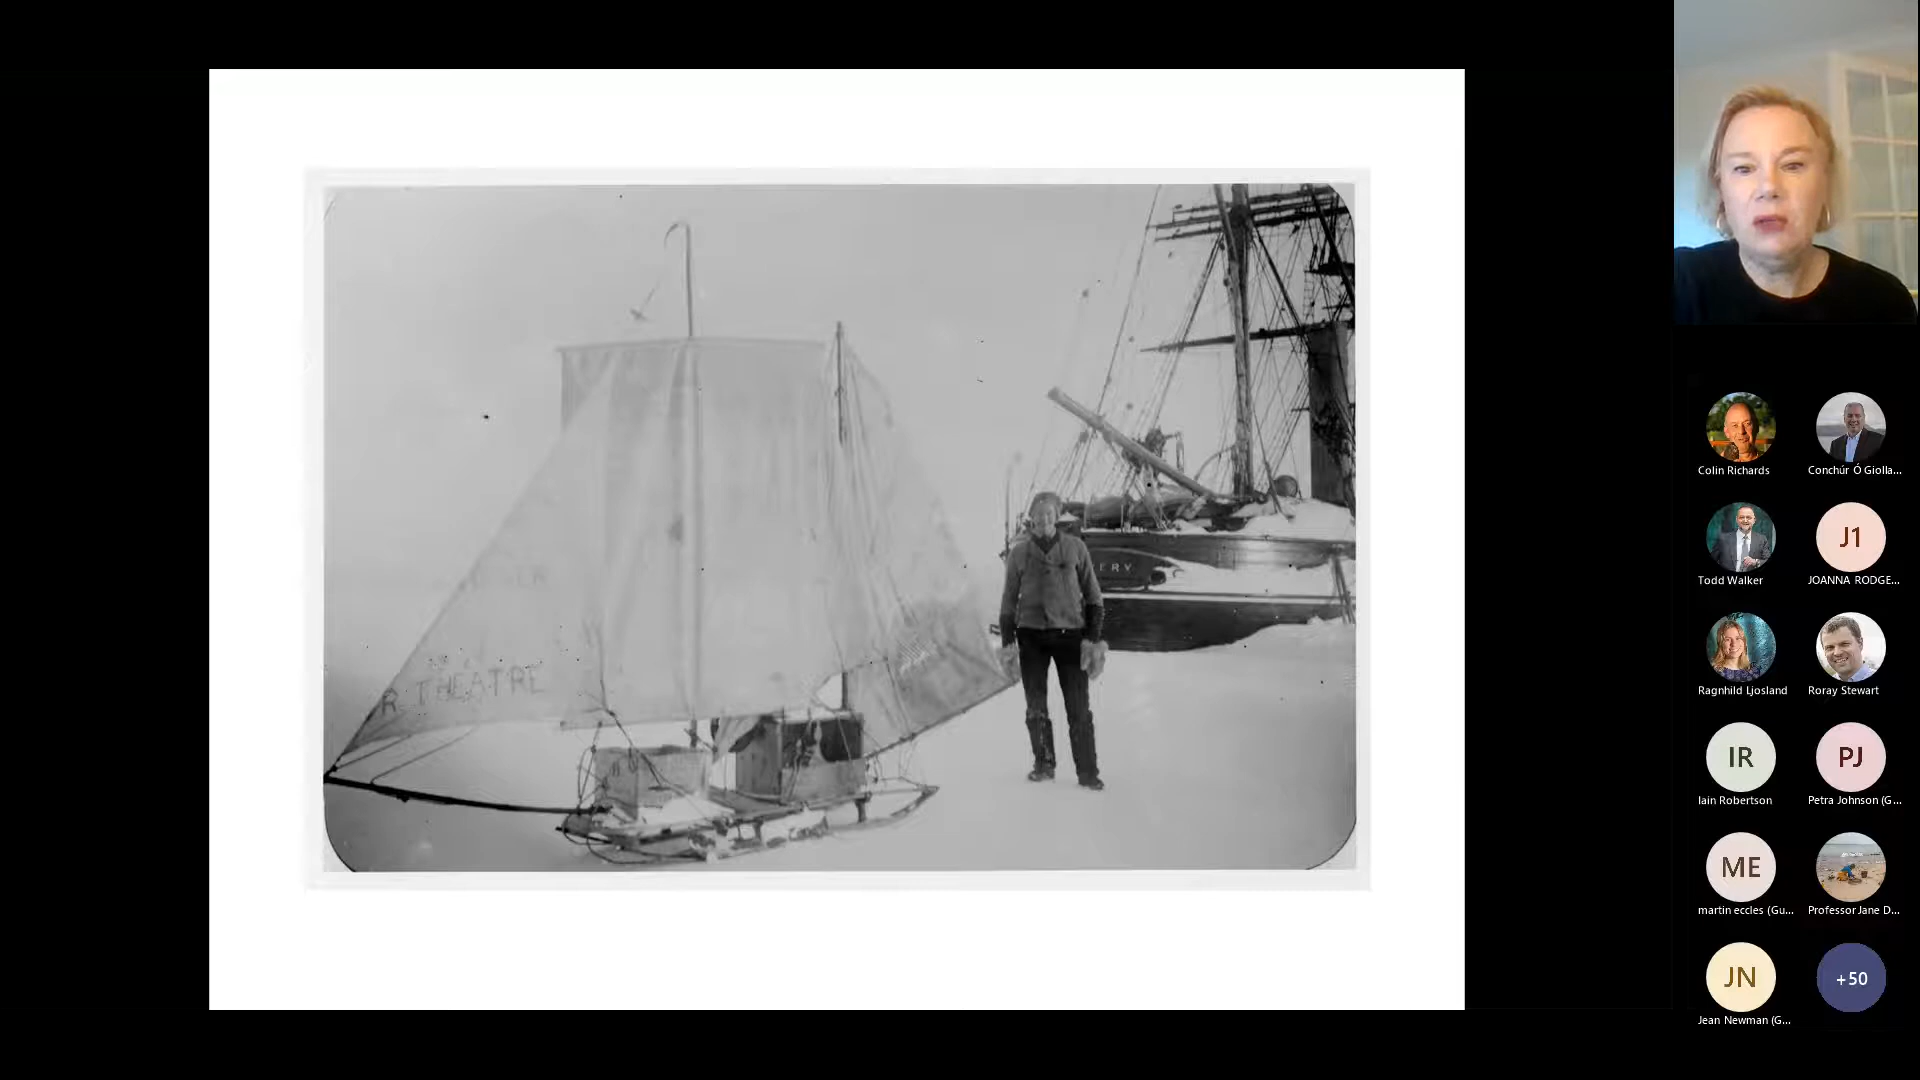 R. THEATRE
ERY
Colin Richards
Conchúr Ó Giolla...
Todd Walker
J1
JOANNA RODGE...
Ragnhild Ljosland
Roray Stewart
IR
Iain Robertson
PJ
Petra Johnson (G...
ME
martin eccles (Gu...
Professor Jane D...
JN
Jean Newman (G...
+50